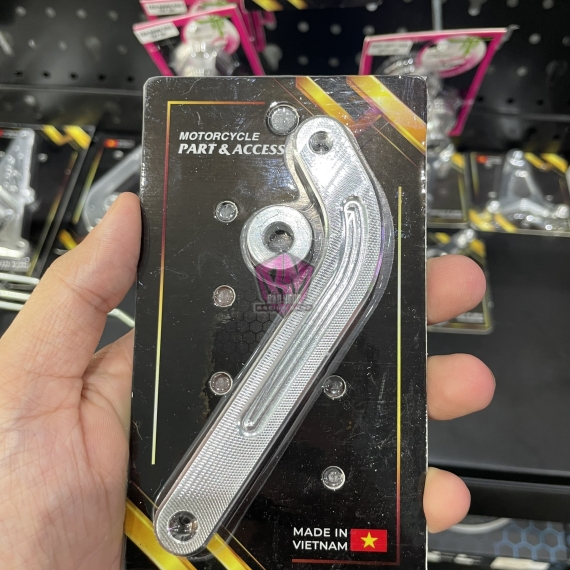 MOTORCYCLE
PART & ACCESS
MADE IN
VIETNAM